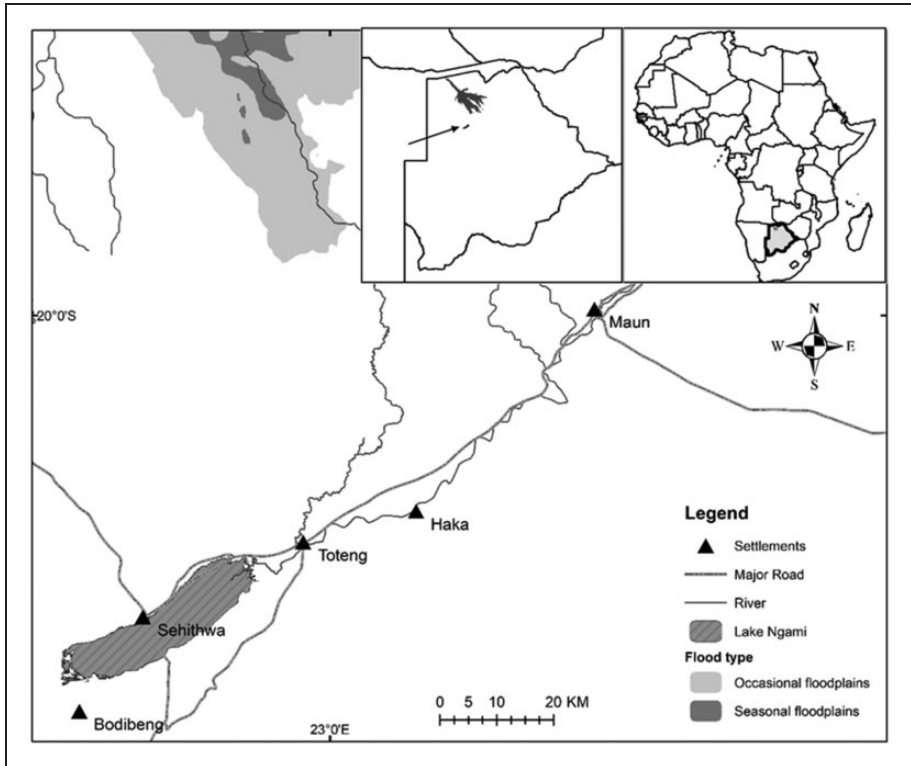 20°0'S
Maun
N
W E
S
Haka
Toteng
Sehithwa
Bodibeng
23°0'E
0 5 10 20 KM
Legend
Settlements
Major Road
River
Lake Ngami
Flood type
Occasional floodplains
Seasonal floodplains